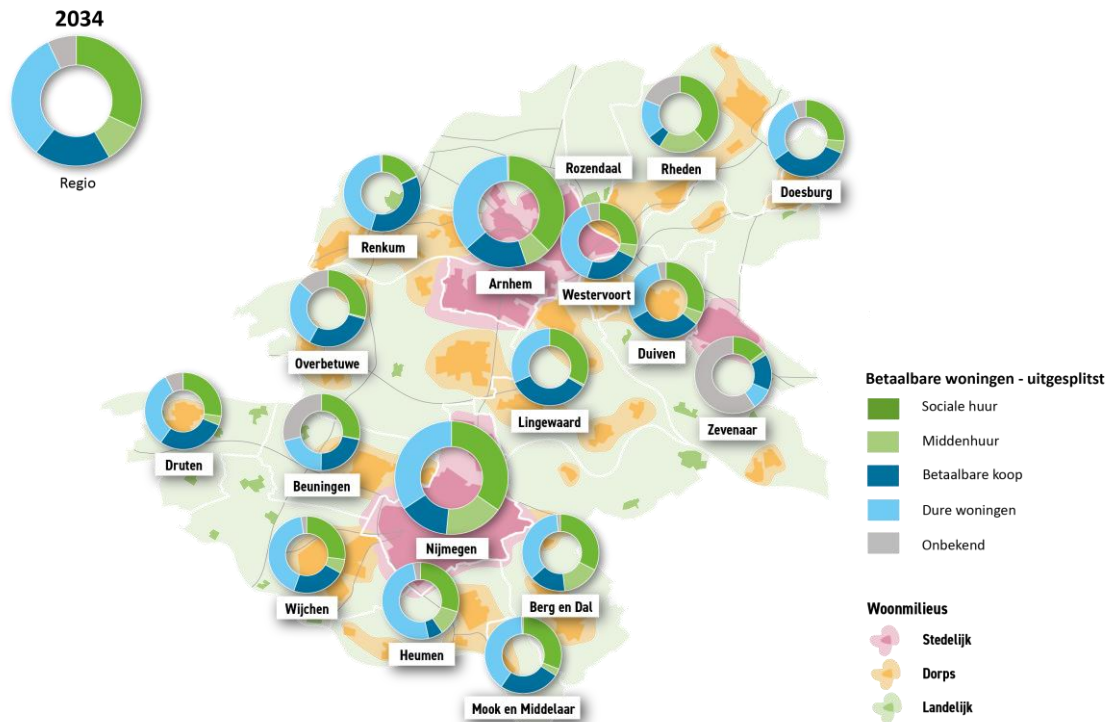 2034
Regio
Rozendaal
Rheden
Doesburg
Renkum
Arnhem
Westervoort
Overbetuwe
Duiven
Lingewaard
Zevenaar
Druten
Beuningen
Nijmegen
Wijchen
Berg en Dal
Heumen
Mook en Middelaar
Betaalbare woningen - uitgesplitst
Sociale huur
Middenhuur
Betaalbare koop
Dure woningen
Onbekend
Woonmilieus
Stedelijk
Dorps
Landelijk